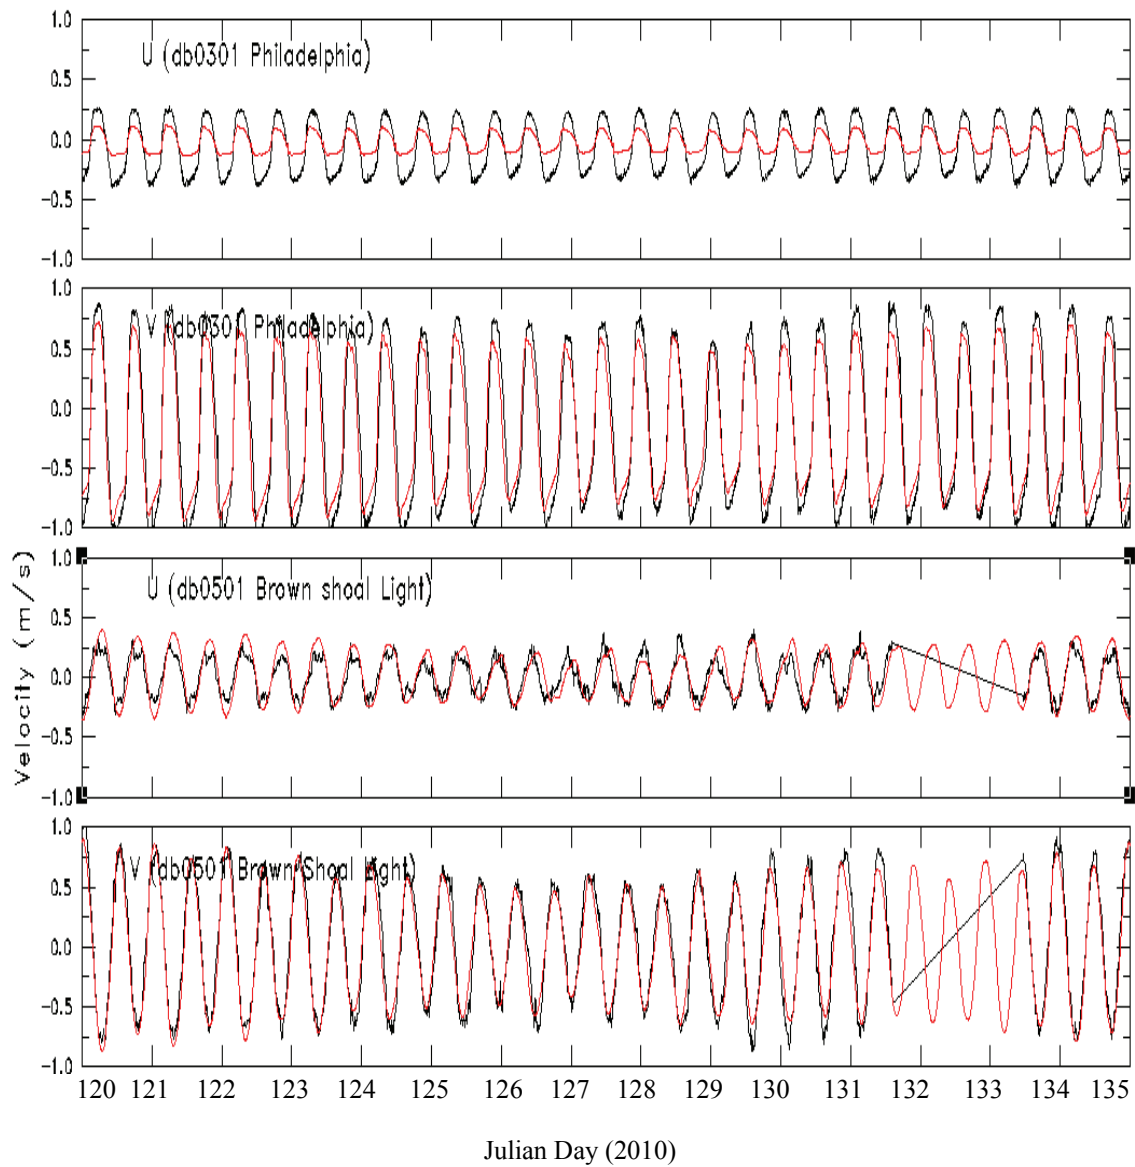 1.0
U (db0301 Philadelphia)
0.5
0.0
-0.5
-1.0
1.0
V (db0301 Philadelphia)
0.5
0.0
-0.5
-1.0
Velocity (m/s)
1.0
U (db0501 Brown shoal Light)
0.5
0.0
-0.5
-1.0
1.0
V (db0501 Brown Shoal Light)
0.5
0.0
-0.5
-1.0
120 121 122 123 124 125 126 127 128 129 130 131 132 133 134 135
Julian Day (2010)